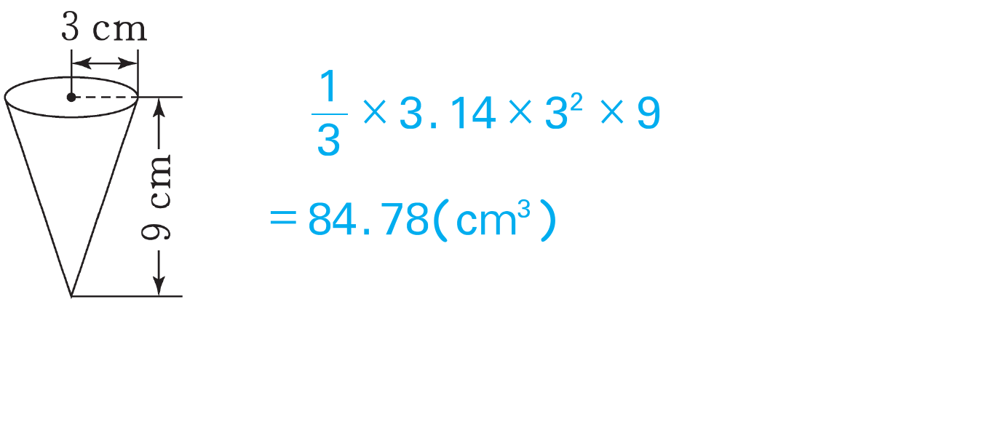 3 cm
9 cm
1/3 × 3.14 × 3² × 9
= 84.78(cm³)